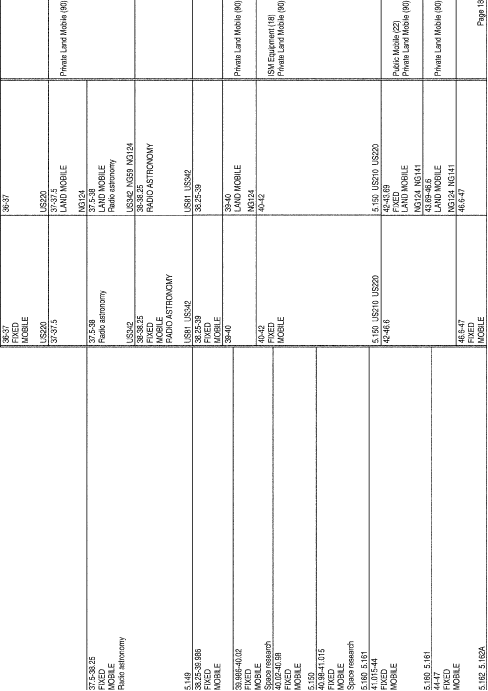 37.5-38.25
FIXED
MOBILE
Radio astronomy
5.149
38.25-39.986
FIXED
MOBILE
39.986-40.02
FIXED
MOBILE
Space research
40.02-40.98
FIXED
MOBILE
5.150
40.98-41.015
FIXED
MOBILE
Space research
5.160 5.161
41.015-44
FIXED
MOBILE
5.160 5.161
44-47
FIXED
MOBILE
5.162 5.162A
36-37
FIXED
MOBILE
US220
37-37.5
37.5-38
Radio astronomy
US342
38-38.25
FIXED
MOBILE
RADIO ASTRONOMY
US81 US342
38.25-39
FIXED
MOBILE
39-40
40-42
FIXED
MOBILE
5.150 US210 US220
42-46.6
46.6-47
FIXED
MOBILE
36-37
US220
37-37.5
LAND MOBILE
NG124
37.5-38
LAND MOBILE
Radio astronomy
US342 NG59 NG124
38-38.25
RADIO ASTRONOMY
US81 US342
38.25-39
39-40
LAND MOBILE
NG124
40-42
5.150 US210 US220
42-43.69
FIXED
LAND MOBILE
NG124 NG141
43.69-46.6
LAND MOBILE
NG124 NG141
46.6-47
Private Land Mobile (90)
Private Land Mobile (90)
ISM Equipment (18)
Private Land Mobile (90)
Public Mobile (22)
Private Land Mobile (90)
Private Land Mobile (90)
Page 18